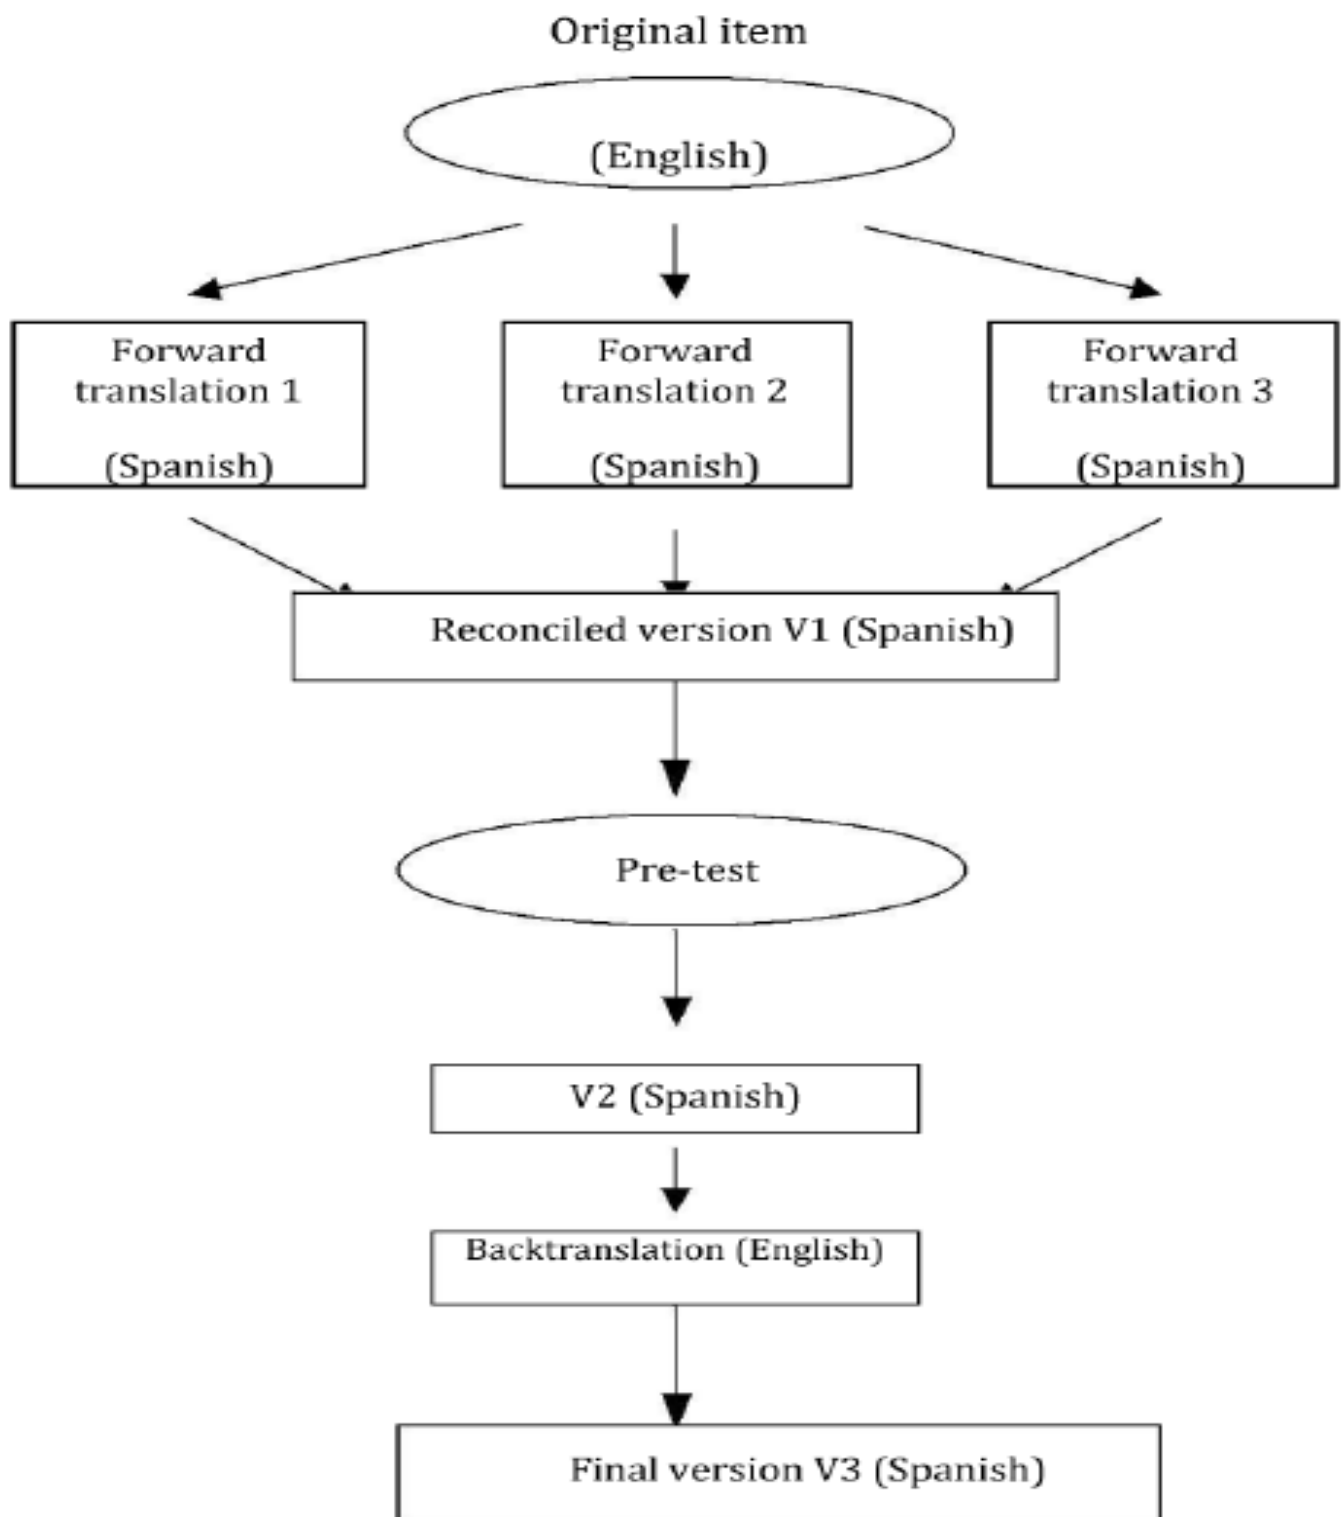 Original item
(English)
Forward
translation 1
(Spanish)
Forward
translation 2
(Spanish)
Forward
translation 3
(Spanish)
Reconciled version V1 (Spanish)
Pre-test
V2 (Spanish)
Backtranslation (English)
Final version V3 (Spanish)